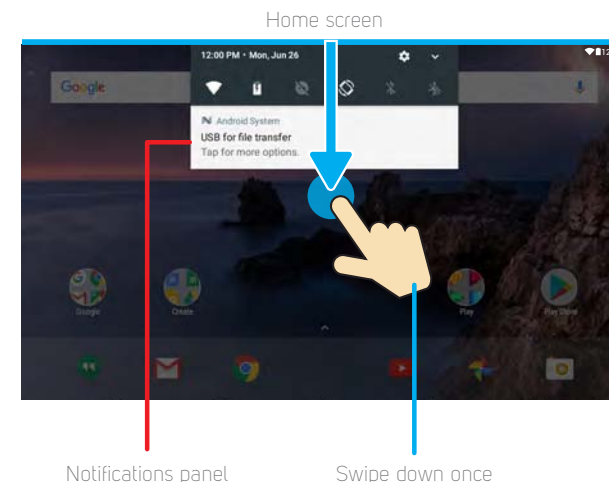 Home screen
12:00 PM • Mon, Jun 26
12
Google
Android System
USB for file transfer
Tap for more options.
Google
Create
Play
Play Store
Notifications panel
Swipe down once